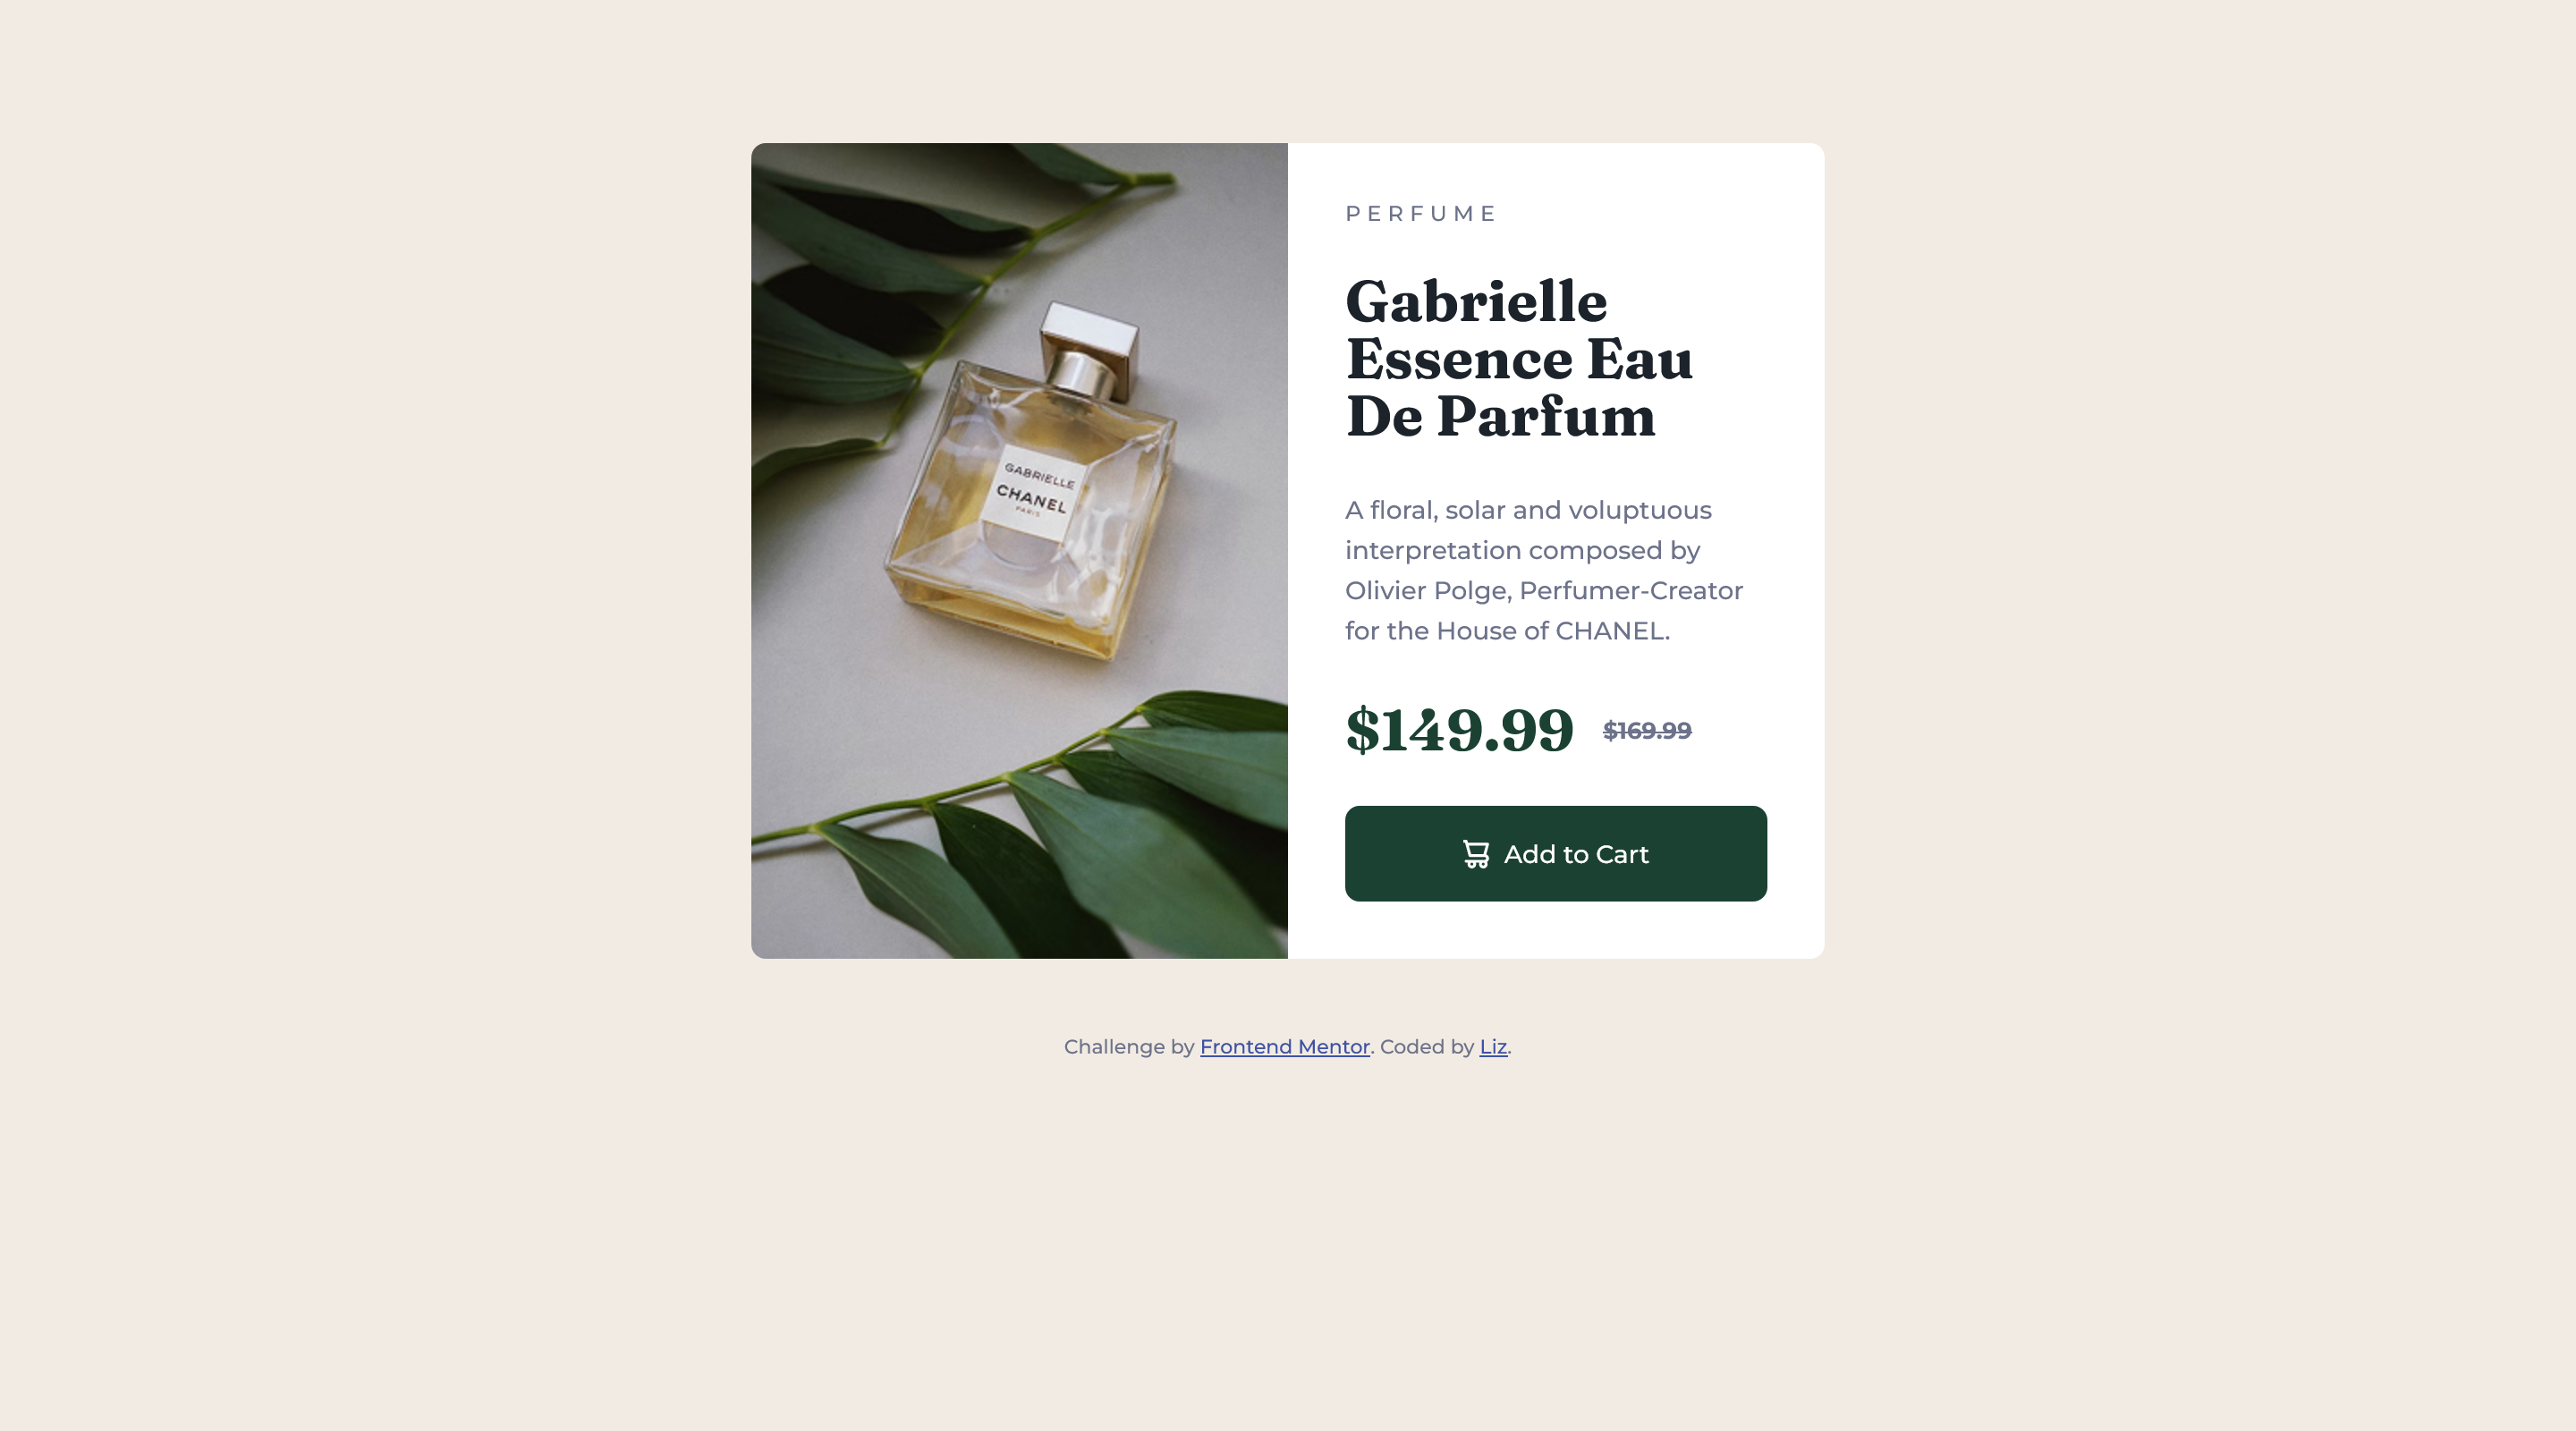 GABRIELLE
CHANEL
PARIS
PERFUME
Gabrielle
Essence Eau
De Parfum
A floral, solar and voluptuous
interpretation composed by
Olivier Polge, Perfumer-Creator
for the House of CHANEL.
$149.99 $169.99
Add to Cart
Challenge by Frontend Mentor. Coded by Liz.